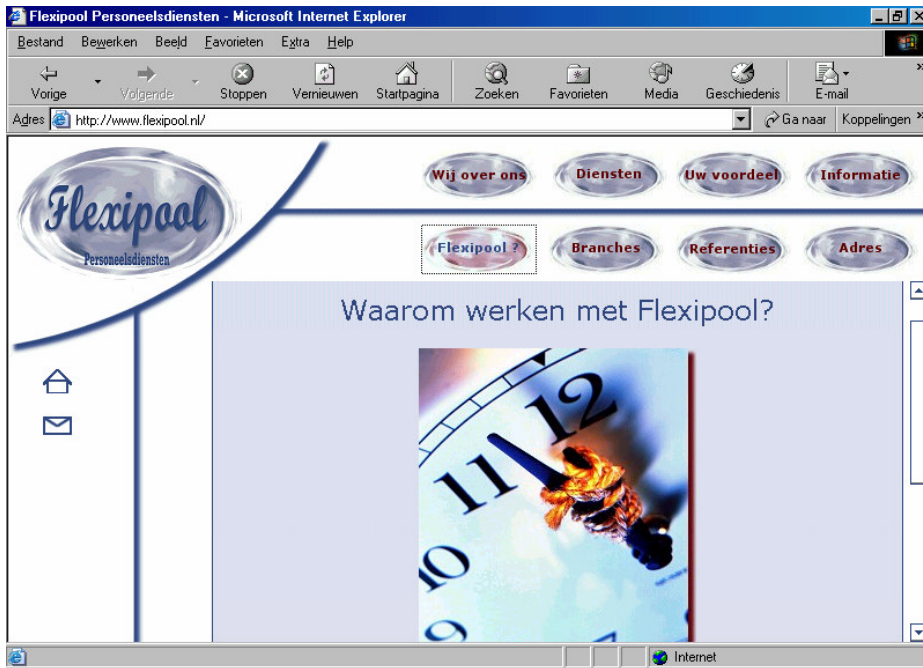 Flexipool Personeelsdiensten - Microsoft Internet Explorer
Bestand Bewerken Beeld Favorieten Extra Help
Vorige Volgende Stoppen Vernieuwen Startpagina Zoeken Favorieten Media Geschiedenis E-mail
Adres http://www.flexipool.nl/ Ga naar Koppelingen
Flexipool
Personeelsdiensten
Wij over ons Diensten Uw voordeel Informatie
Flexipool ? Branches Referenties Adres
Waarom werken met Flexipool?
12
11
10
9
7
Internet